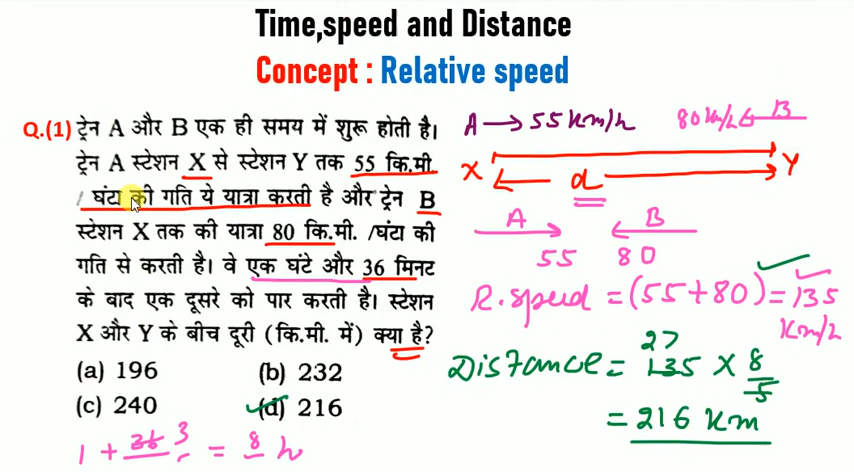 Time,speed and Distance
Concept : Relative speed
Q.(1) ट्रेन A और B एक ही समय में शुरू होती है।
ट्रेन A स्टेशन X से स्टेशन Y तक 55 कि.मी
/ घंटा की गति ये यात्रा करती है और ट्रेन B
स्टेशन X तक की यात्रा 80 कि.मी. /घंटा की
गति से करती है। वे एक घंटे और 36 मिनट
के बाद एक दूसरे को पार करती है। स्टेशन
X और Y के बीच दूरी (कि.मी. में) क्या है?
(a) 196 (b) 232
(c) 240 (d) 216
1 + 36 3 = 8 h
A → 55 km/h 80 km/h ← B
X d Y
A B
55 80
R. speed = (55+80) = 135
km/h
27
Distance = 135 × 8
5
= 216 km